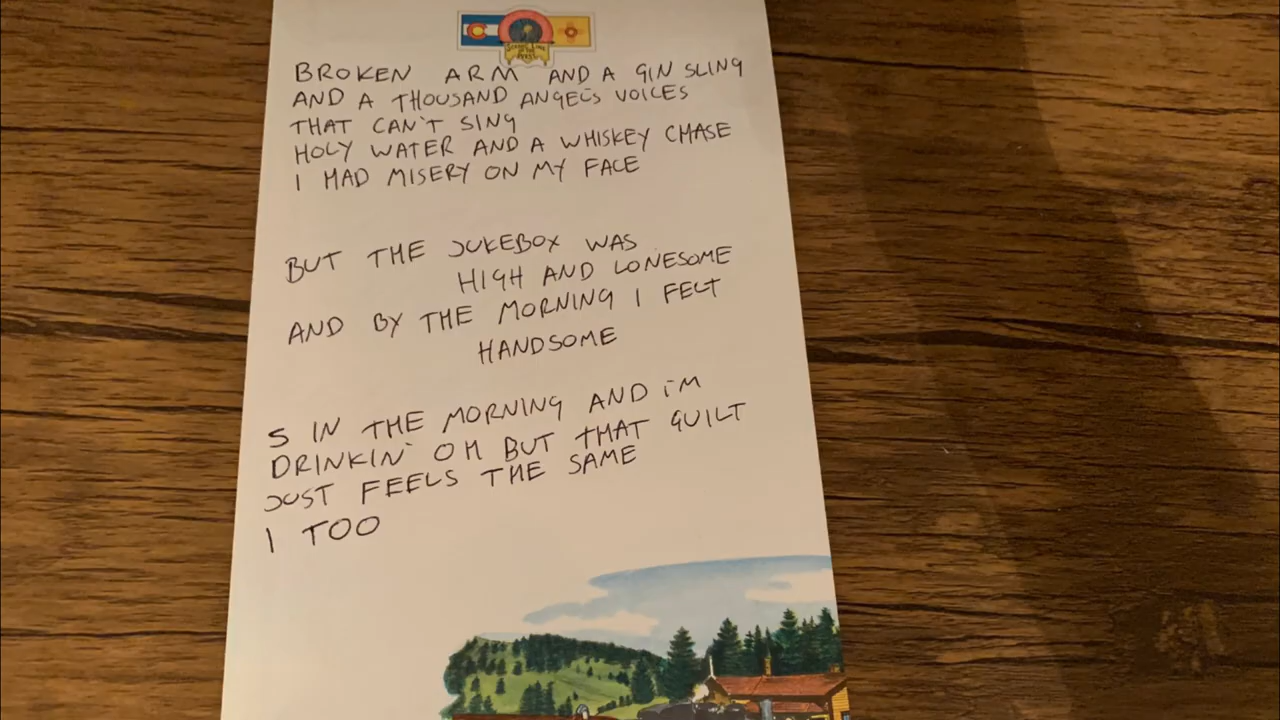 BROKEN ARM AND A GIN SLING
AND A THOUSAND ANGELS VOICES
THAT CAN'T SING
HOLY WATER AND A WHISKEY CHASE
I HAD MISERY ON MY FACE
BUT THE JUKEBOX WAS
HIGH AND LONESOME
AND BY THE MORNING I FELT
HANDSOME
5 IN THE MORNING AND i'M
DRINKIN' OH BUT THAT GUILT
JUST FEELS THE SAME
I TOO